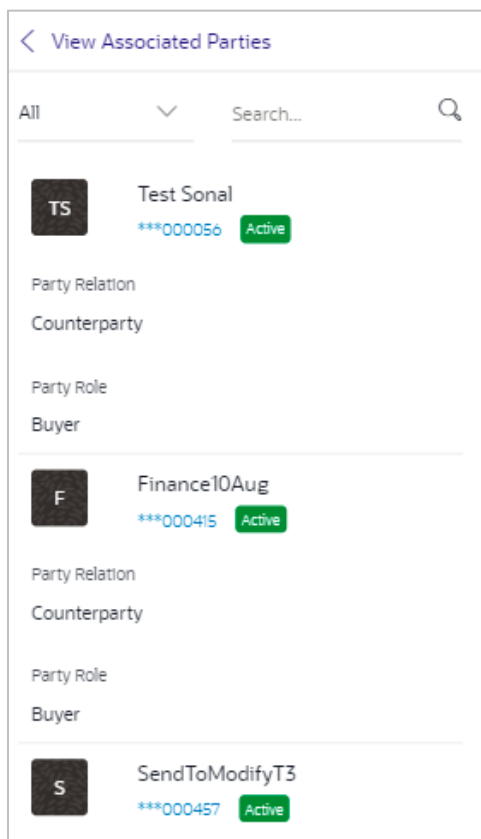 View Associated Parties
All
Search...
TS
Test Sonal
***000056 Active
Party Relation
Counterparty
Party Role
Buyer
F
Finance10Aug
***000415 Active
Party Relation
Counterparty
Party Role
Buyer
S
SendToModifyT3
***000457 Active